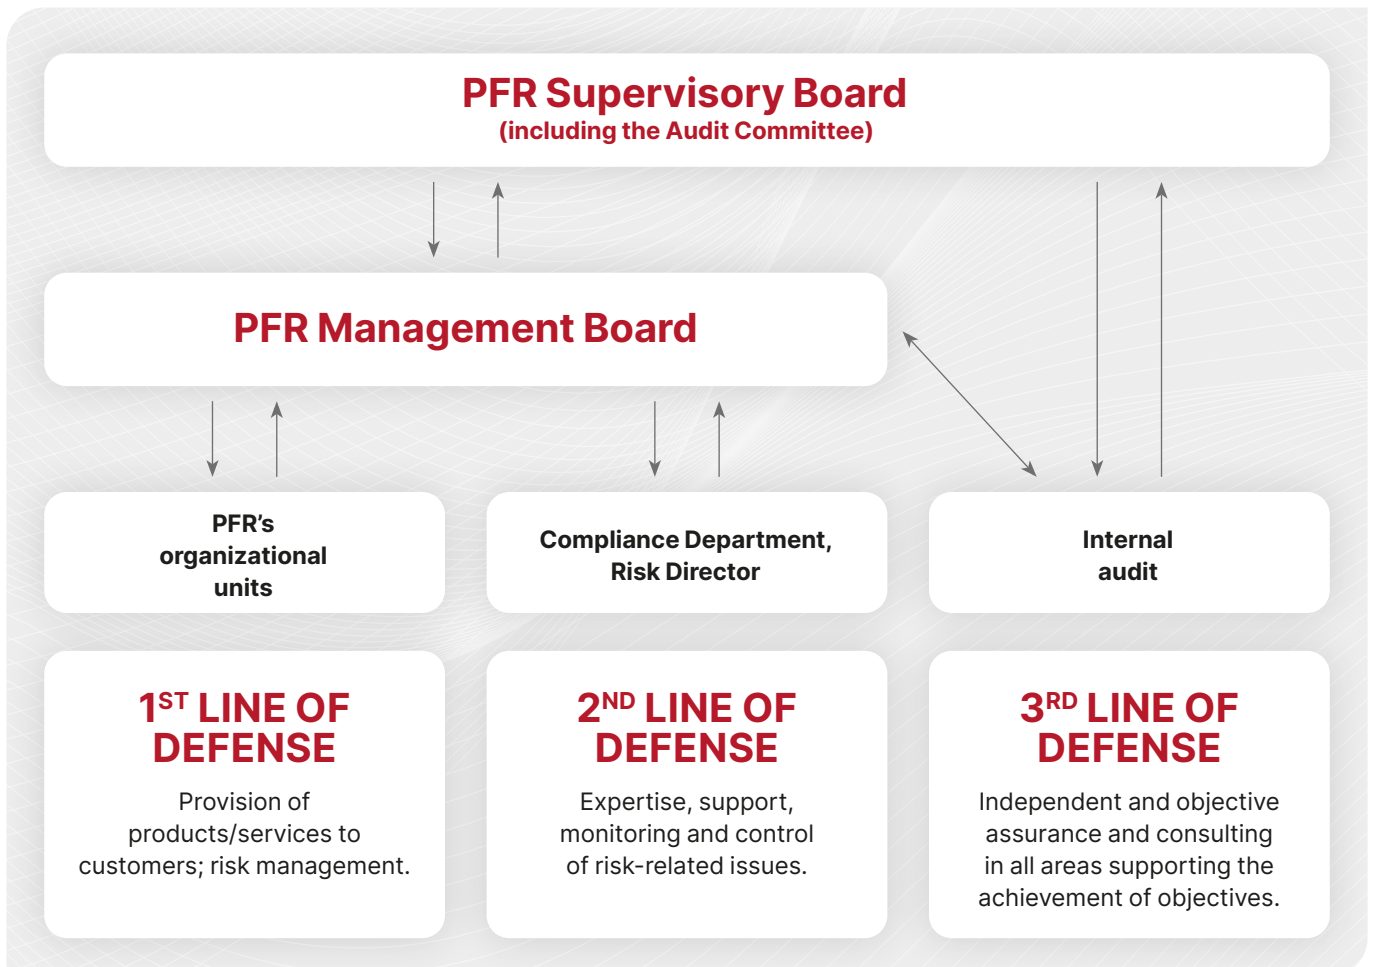 PFR Supervisory Board
(including the Audit Committee)
PFR Management Board
PFR’s
organizational
units
Compliance Department,
Risk Director
Internal
audit
1ST LINE OF
DEFENSE
Provision of
products/services to
customers; risk management.
2ND LINE OF
DEFENSE
Expertise, support,
monitoring and control
of risk-related issues.
3RD LINE OF
DEFENSE
Independent and objective
assurance and consulting
in all areas supporting the
achievement of objectives.